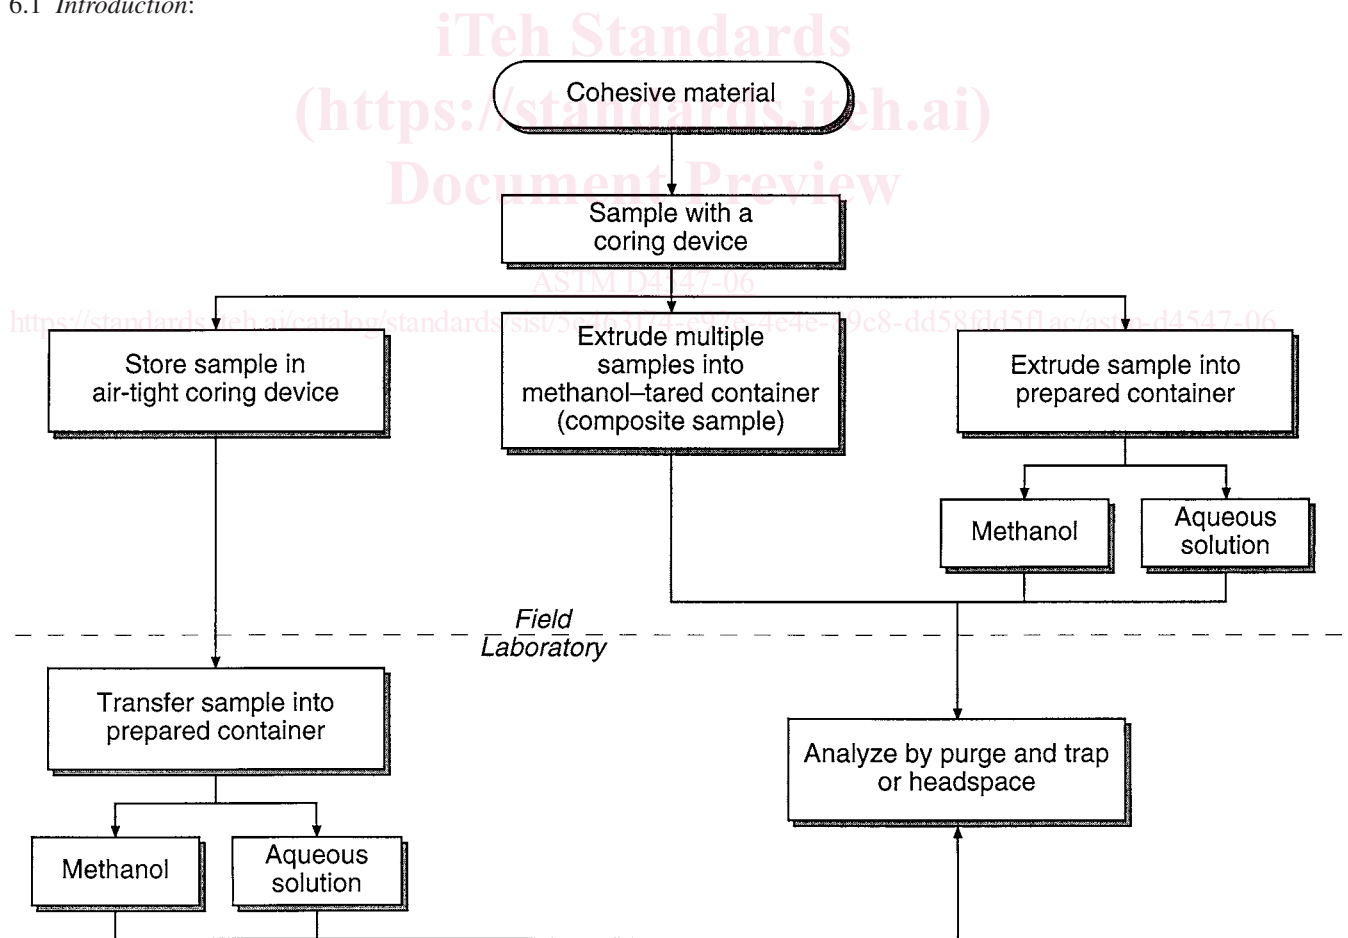 6.1 Introduction:
iTeh Standards
(https://standards.iteh.ai)
Document Preview
Cohesive material
Sample with a
coring device
ASTM D4547-06
Store sample in
air-tight coring device
Extrude multiple
samples into
methanol–tared container
(composite sample)
Extrude sample into
prepared container
Methanol
Aqueous
solution
Field
Laboratory
Transfer sample into
prepared container
Analyze by purge and trap
or headspace
Methanol
Aqueous
solution